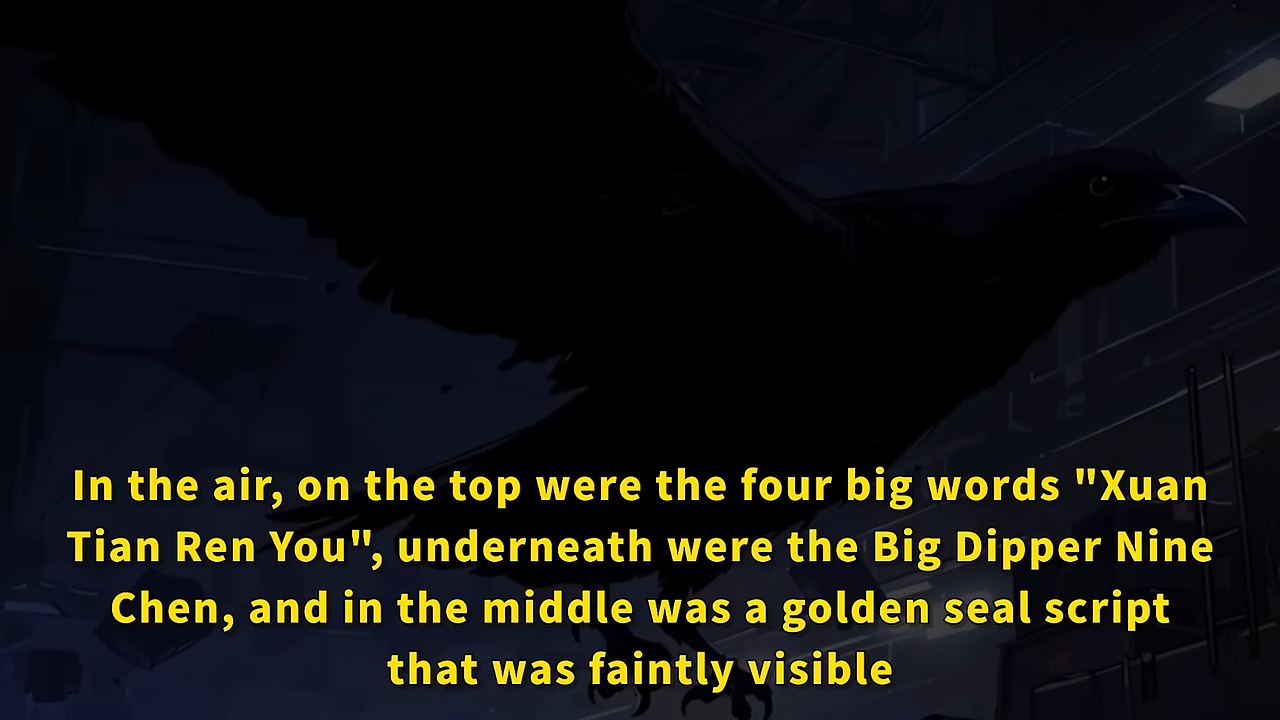 In the air, on the top were the four big words "Xuan
Tian Ren You", underneath were the Big Dipper Nine
Chen, and in the middle was a golden seal script
that was faintly visible